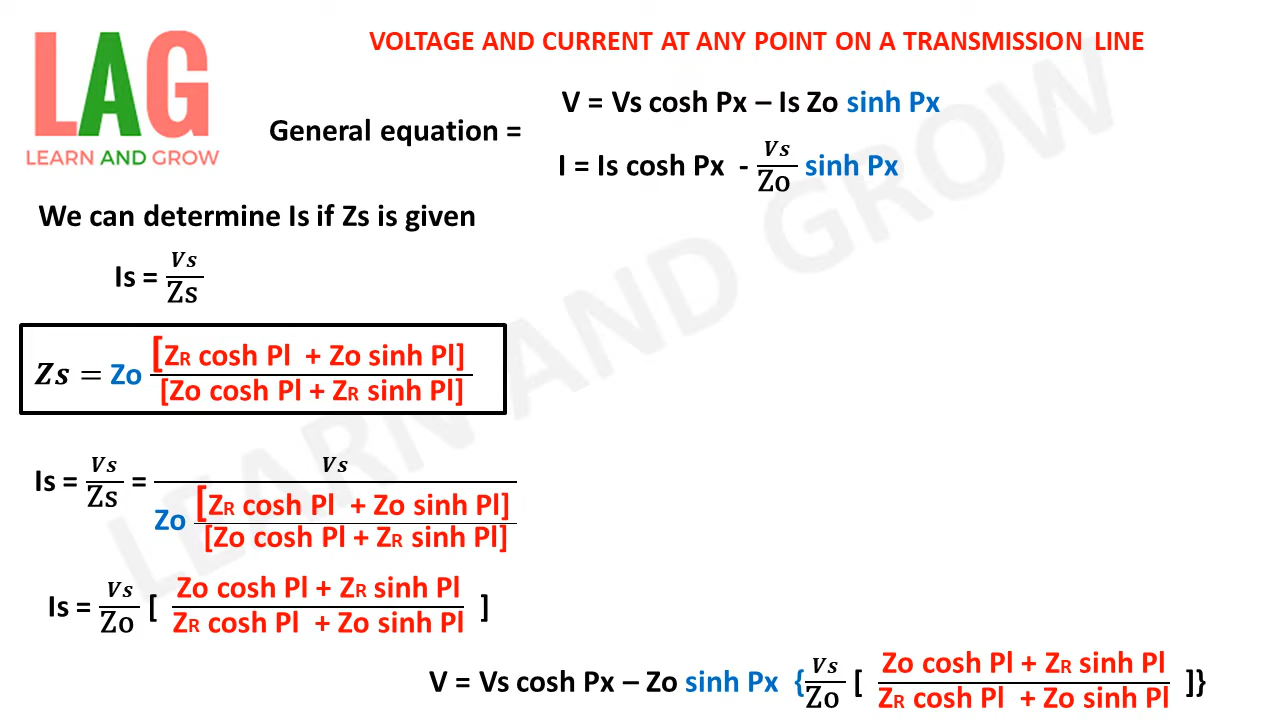 LAG
LEARN AND GROW
VOLTAGE AND CURRENT AT ANY POINT ON A TRANSMISSION LINE
V = Vs cosh Px – Is Zo sinh Px
General equation =
I = Is cosh Px - Vs/Zo sinh Px
We can determine Is if Zs is given
Is = Vs/Zs
Zs = Zo [ZR cosh Pl + Zo sinh Pl]/[Zo cosh Pl + ZR sinh Pl]
Is = Vs/Zs = Vs/Zo [ZR cosh Pl + Zo sinh Pl]/[Zo cosh Pl + ZR sinh Pl]
Is = Vs/Zo [ Zo cosh Pl + ZR sinh Pl/ZR cosh Pl + Zo sinh Pl ]
V = Vs cosh Px – Zo sinh Px {Vs/Zo [ Zo cosh Pl + ZR sinh Pl/ZR cosh Pl + Zo sinh Pl ]}
LEARN AND GROW